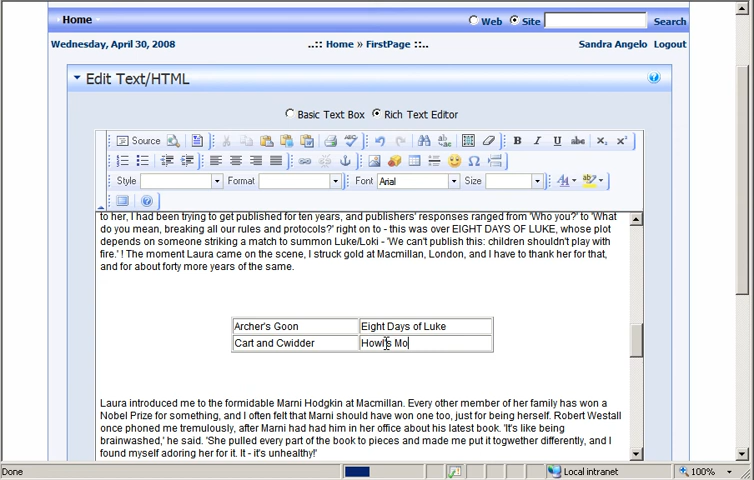 Home
Web Site Search
Wednesday, April 30, 2008 ..:: Home » FirstPage ::.. Sandra Angelo Logout
Edit Text/HTML
Basic Text Box Rich Text Editor
Source
Style Format Font Arial Size
to her, I had been trying to get published for ten years, and publishers' responses ranged from 'Who you?' to 'What
do you mean, breaking all our rules and protocols?' right on to - this was over EIGHT DAYS OF LUKE, whose plot
depends on someone striking a match to summon Luke/Loki - 'We can't publish this: children shouldn't play with
fire.' ! The moment Laura came on the scene, I struck gold at Macmillan, London, and I have to thank her for that,
and for about forty more years of the same.
Archer's Goon Eight Days of Luke
Cart and Cwidder Howl's Mo
Laura introduced me to the formidable Marni Hodgkin at Macmillan. Every other member of her family has won a
Nobel Prize for something, and I often felt that Marni should have won one too, just for being herself. Robert Westall
once phoned me tremulously, after Marni had had him in her office about his latest book. 'It's like being
brainwashed,' he said. 'She pulled every part of the book to pieces and made me put it togwether differently, and I
found myself adoring her for it. It - it's unhealthy!'
Done Local intranet 100%